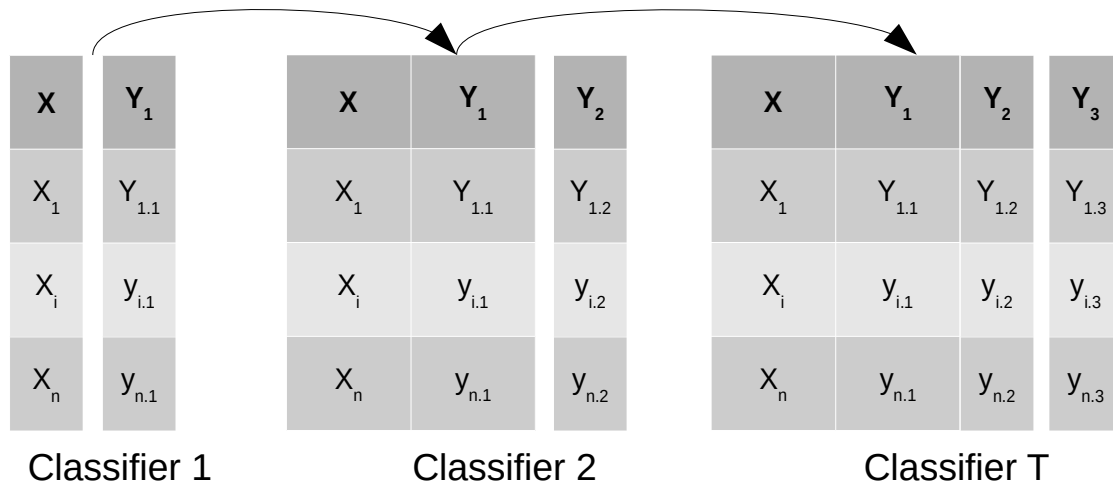 X Y1 X Y1 Y2 X Y1 Y2 Y3
X1 Y1.1 X1 Y1.1 Y1.2 X1 Y1.1 Y1.2 Y1.3
Xi yi.1 Xi yi.1 yi.2 Xi yi.1 yi.2 yi.3
Xn yn.1 Xn yn.1 yn.2 Xn yn.1 yn.2 yn.3
Classifier 1 Classifier 2 Classifier T